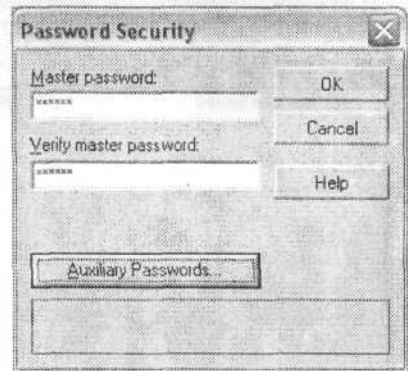 Password Security
Master password:
OK
******
Cancel
Verify master password:
******
Help
Auxiliary Passwords...